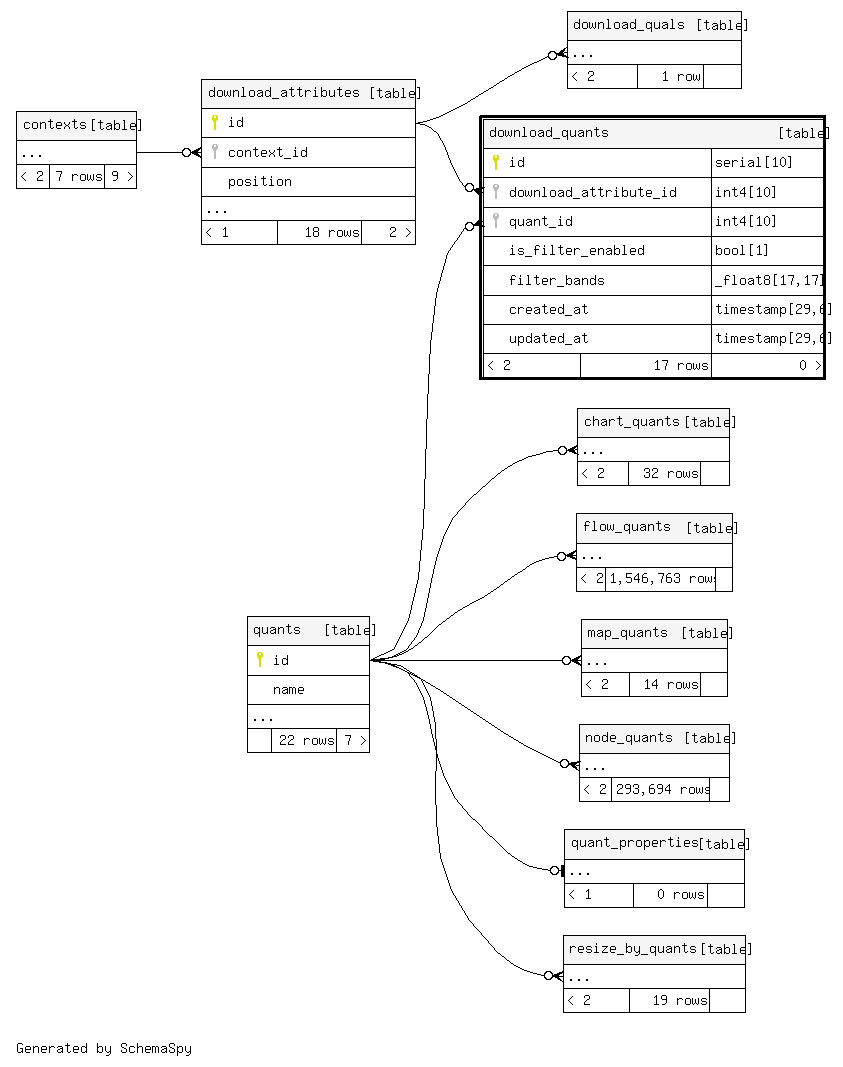 download_quals [table]
...
< 2 1 row
download_attributes [table]
id
context_id
position
...
< 1 18 rows 2 >
contexts [table]
...
< 2 7 rows 9 >
download_quants [table]
id serial[10]
download_attribute_id int4[10]
quant_id int4[10]
is_filter_enabled bool[1]
filter_bands _float8[17,17]
created_at timestamp[29,6]
updated_at timestamp[29,6]
< 2 17 rows 0 >
chart_quants [table]
...
< 2 32 rows
flow_quants [table]
...
< 2 1,546,763 rows
quants [table]
id
name
...
22 rows 7 >
map_quants [table]
...
< 2 14 rows
node_quants [table]
...
< 2 293,694 rows
quant_properties [table]
...
< 1 0 rows
resize_by_quants [table]
...
< 2 19 rows
Generated by SchemaSpy